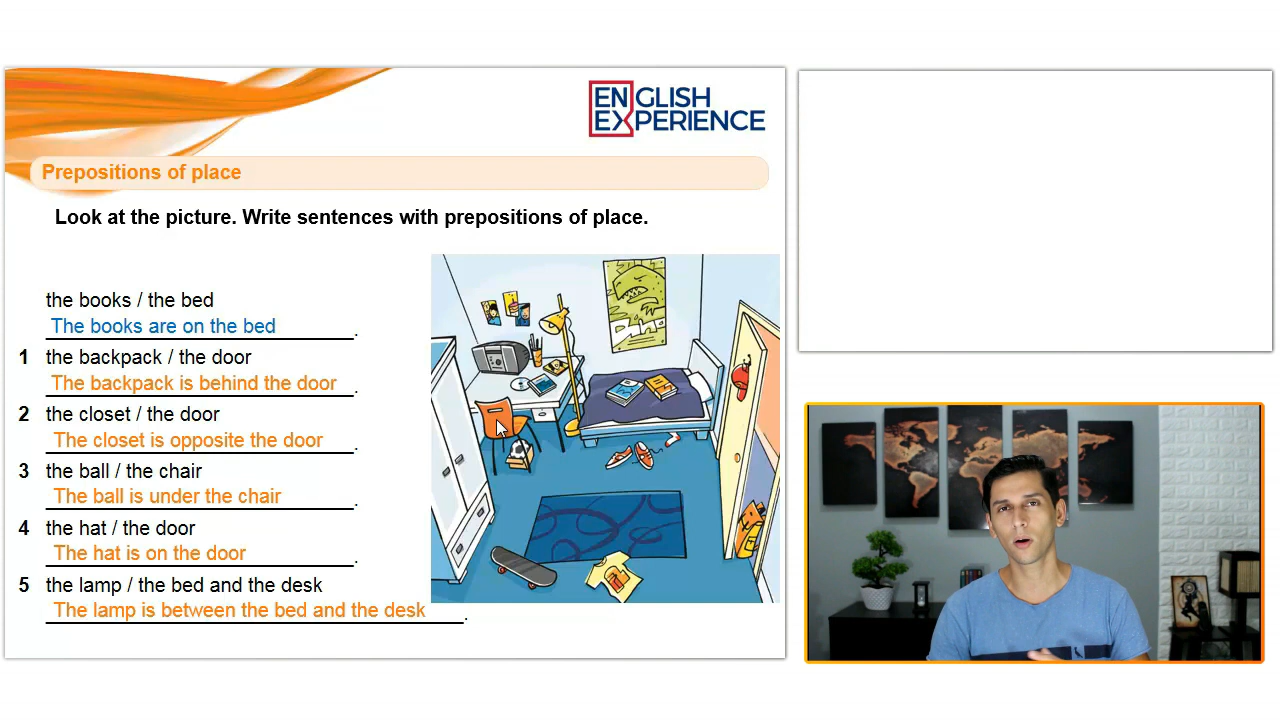 ENGLISH
EXPERIENCE
Prepositions of place
Look at the picture. Write sentences with prepositions of place.
the books / the bed
The books are on the bed.
1 the backpack / the door
The backpack is behind the door.
2 the closet / the door
The closet is opposite the door.
3 the ball / the chair
The ball is under the chair.
4 the hat / the door
The hat is on the door.
5 the lamp / the bed and the desk
The lamp is between the bed and the desk.